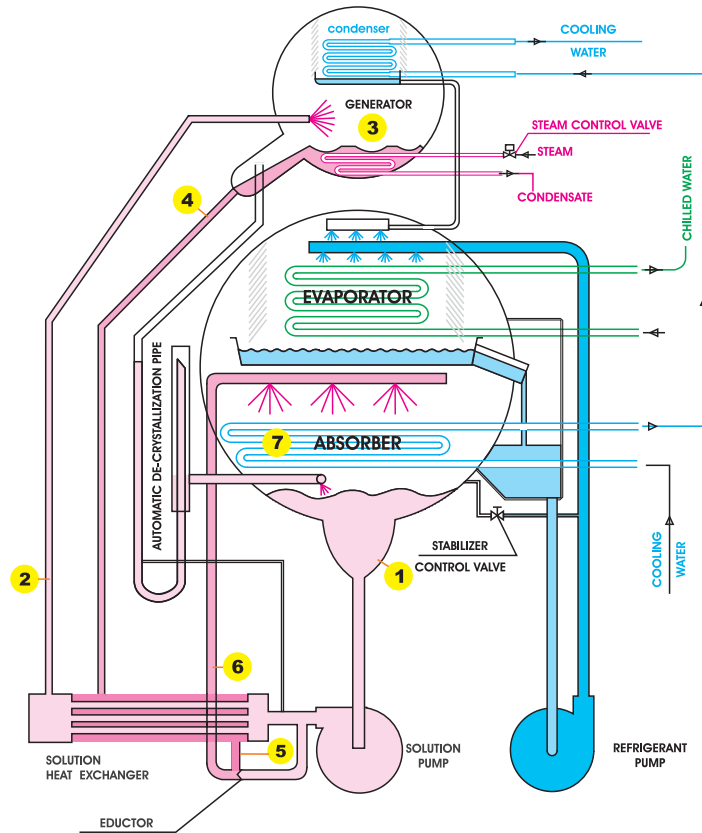 condenser
COOLING
WATER
GENERATOR
3
STEAM CONTROL VALVE
STEAM
CONDENSATE
4
CHILLED WATER
EVAPORATOR
7
ABSORBER
AUTOMATIC DE-CRYSTALLIZATION PIPE
STABILIZER
CONTROL VALVE
COOLING
WATER
2
1
6
5
SOLUTION
HEAT EXCHANGER
SOLUTION
PUMP
REFRIGERANT
PUMP
EDUCTOR